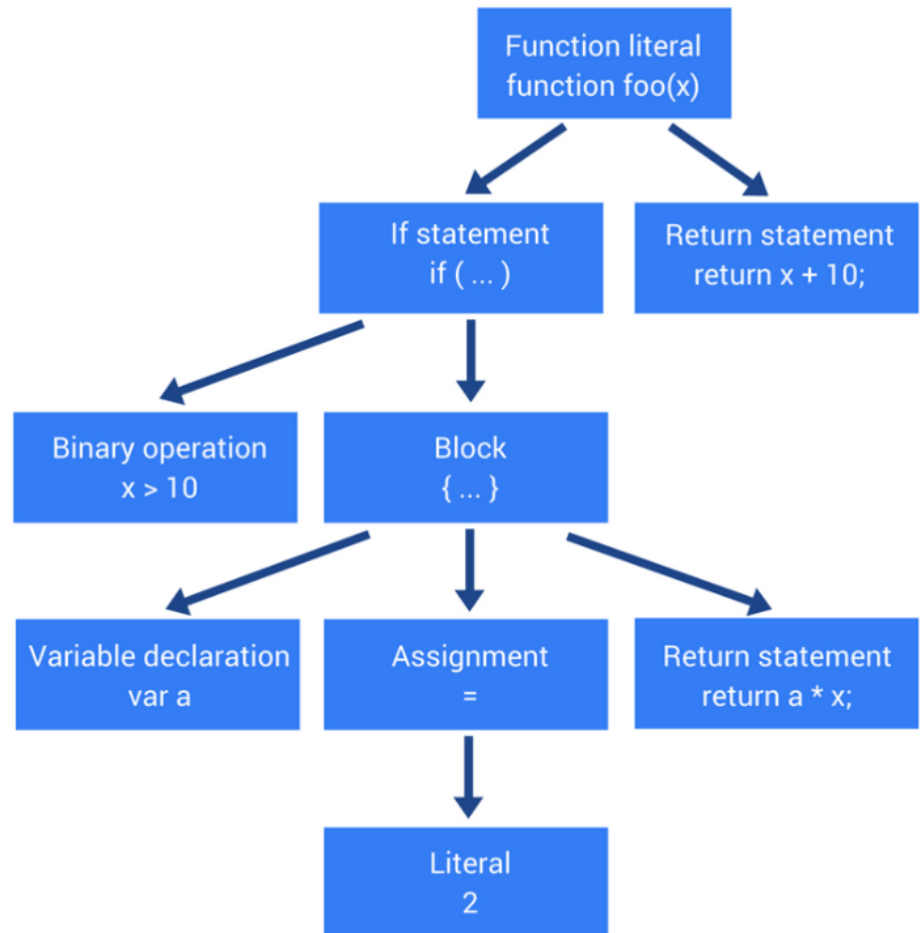 Function literal
function foo(x)
If statement
if ( ... )
Return statement
return x + 10;
Binary operation
x > 10
Block
{ ... }
Variable declaration
var a
Assignment
=
Return statement
return a * x;
Literal
2